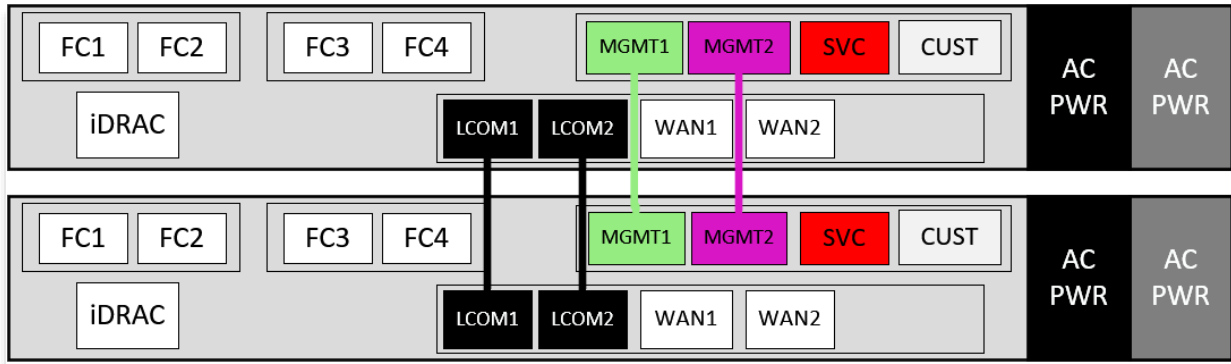 FC1 FC2 FC3 FC4 MGMT1 MGMT2 SVC CUST
AC PWR
AC PWR
iDRAC LCOM1 LCOM2 WAN1 WAN2
FC1 FC2 FC3 FC4 MGMT1 MGMT2 SVC CUST
AC PWR
AC PWR
iDRAC LCOM1 LCOM2 WAN1 WAN2